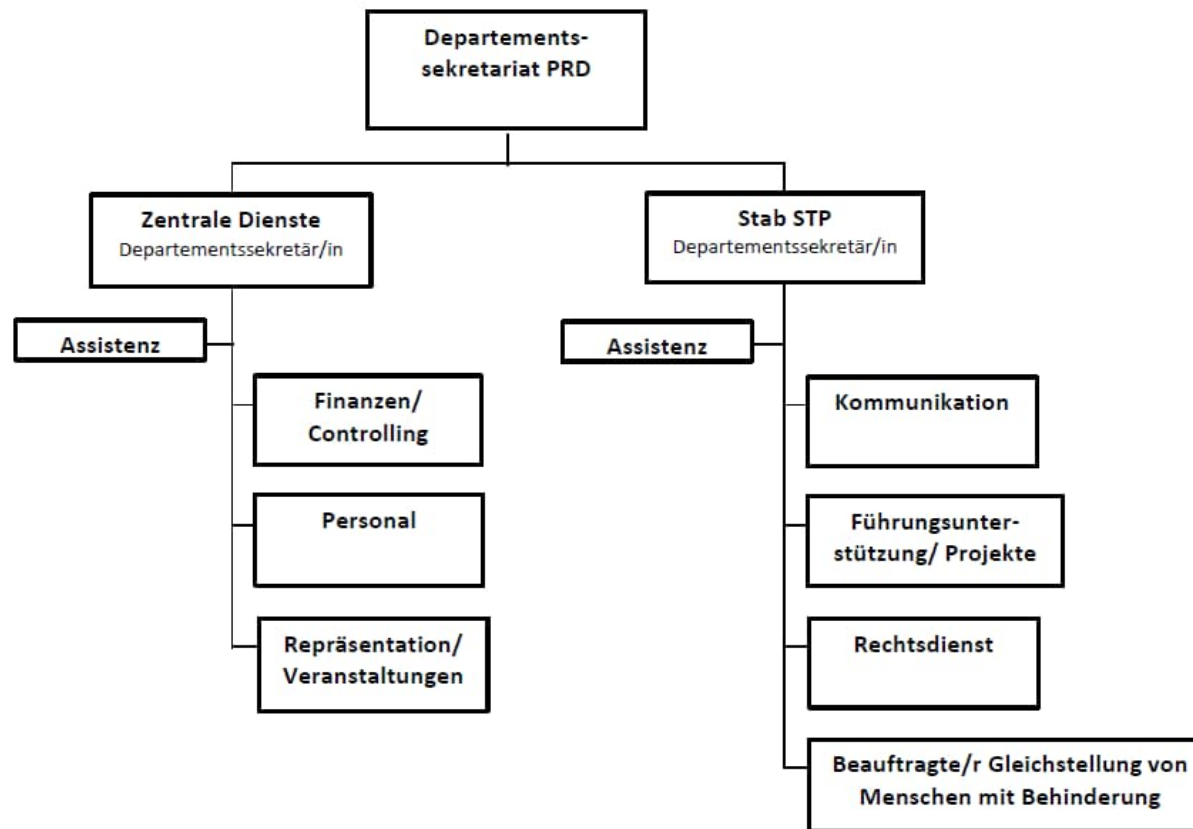 Departements-
sekretariat PRD
Zentrale Dienste
Departementssekretär/in
Stab STP
Departementssekretär/in
Assistenz
Assistenz
Finanzen/
Controlling
Kommunikation
Personal
Führungsunter-
stützung/ Projekte
Repräsentation/
Veranstaltungen
Rechtsdienst
Beauftragte/r Gleichstellung von
Menschen mit Behinderung